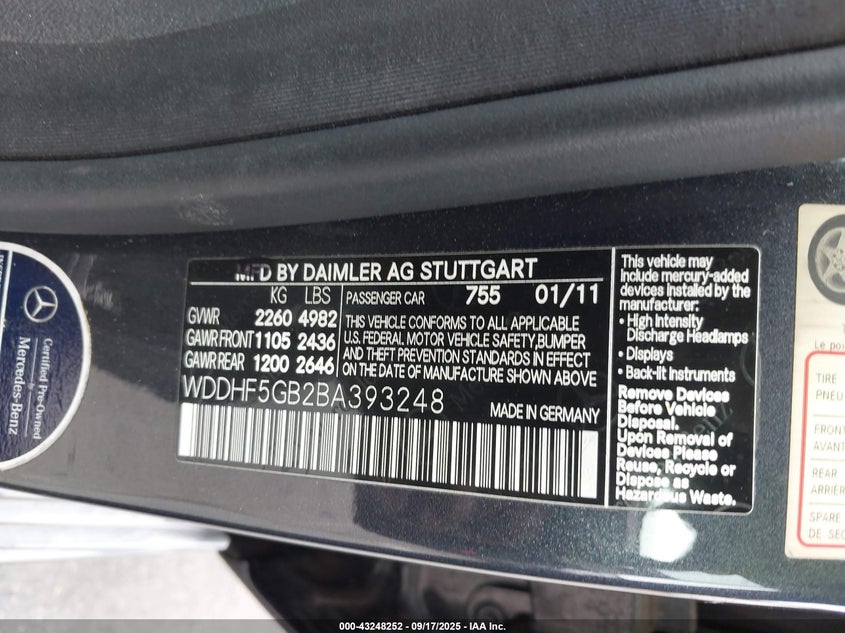 MFD BY DAIMLER AG STUTTGART
KG LBS
GVWR 2260 4982
GAWR FRONT 1105 2436
GAWR REAR 1200 2646
PASSENGER CAR 755 01/11
THIS VEHICLE CONFORMS TO ALL APPLICABLE
U.S. FEDERAL MOTOR VEHICLE SAFETY, BUMPER
AND THEFT PREVENTION STANDARDS IN EFFECT
ON THE DATE OF MANUFACTURE SHOWN ABOVE
WDDHF5GB2BA393248
MADE IN GERMANY
This vehicle may
include mercury-added
devices installed by the
manufacturer:
• High Intensity
Discharge Headlamps
• Displays
• Back-lit Instruments
Remove Devices
Before Vehicle
Disposal.
Upon Removal of
Devices Please
Reuse, Recycle or
Dispose as
Hazardous Waste.
Certified Pre-Owned
&
Mercedes-Benz
Le
TIRE
FRONT
AVANT
REAR
SPARE
000-43248252 - 09/17/2025 - IAA Inc.